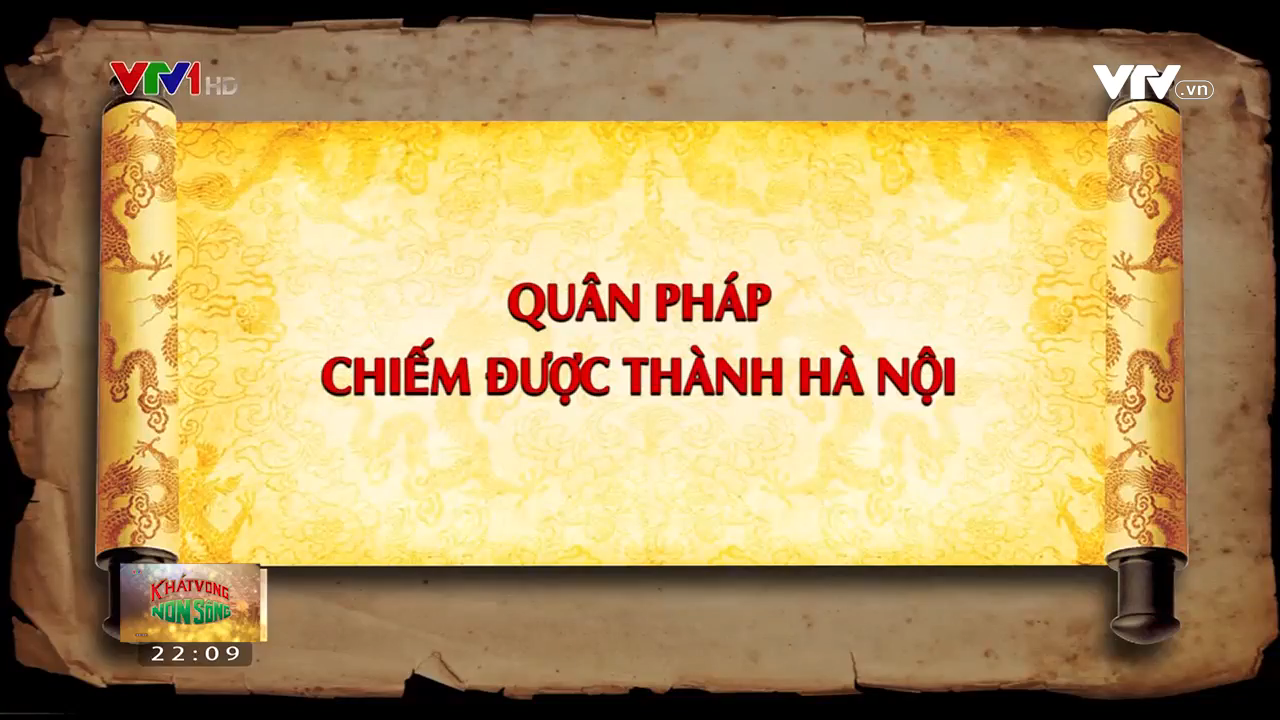 VTV1 HD
VTV.vn
QUÂN PHÁP
CHIẾM ĐƯỢC THÀNH HÀ NỘI
KHÁT VỌNG
NON SÔNG
22:09